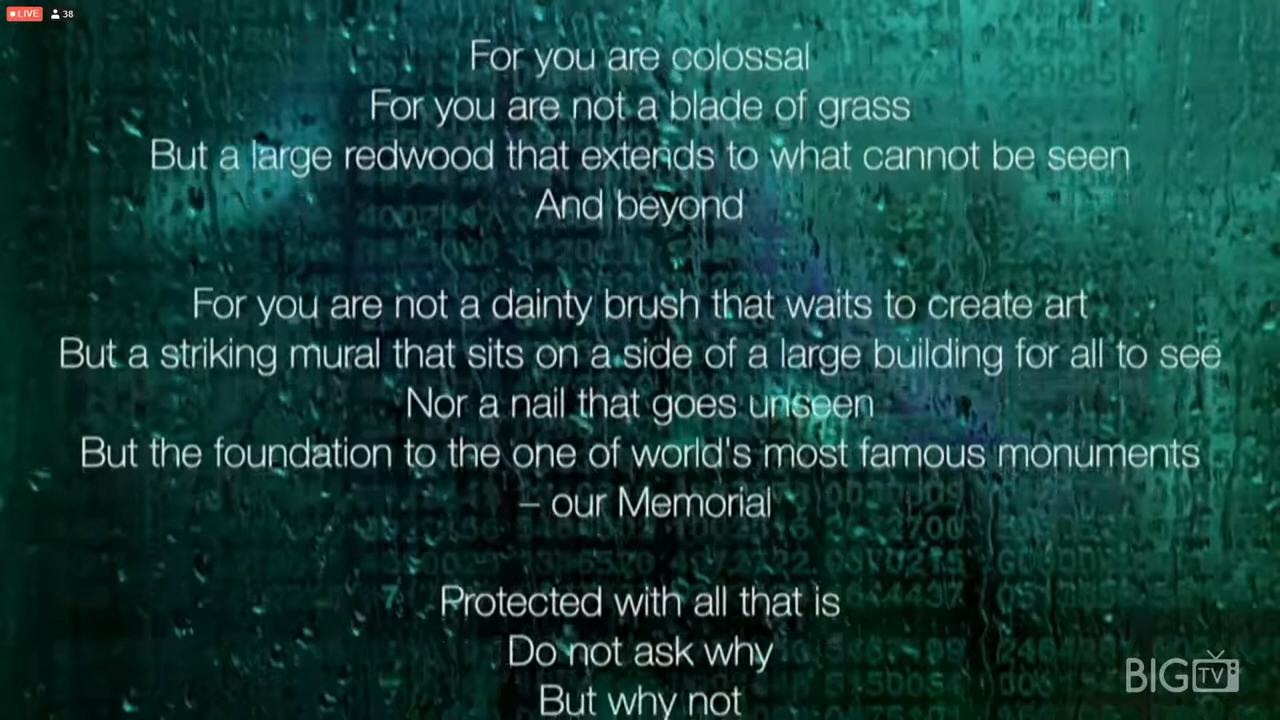 LIVE 38
For you are colossal
For you are not a blade of grass
But a large redwood that extends to what cannot be seen
And beyond
For you are not a dainty brush that waits to create art
But a striking mural that sits on a side of a large building for all to see
Nor a nail that goes unseen
But the foundation to the one of world's most famous monuments
– our Memorial
Protected with all that is
Do not ask why
But why not
BIG TV